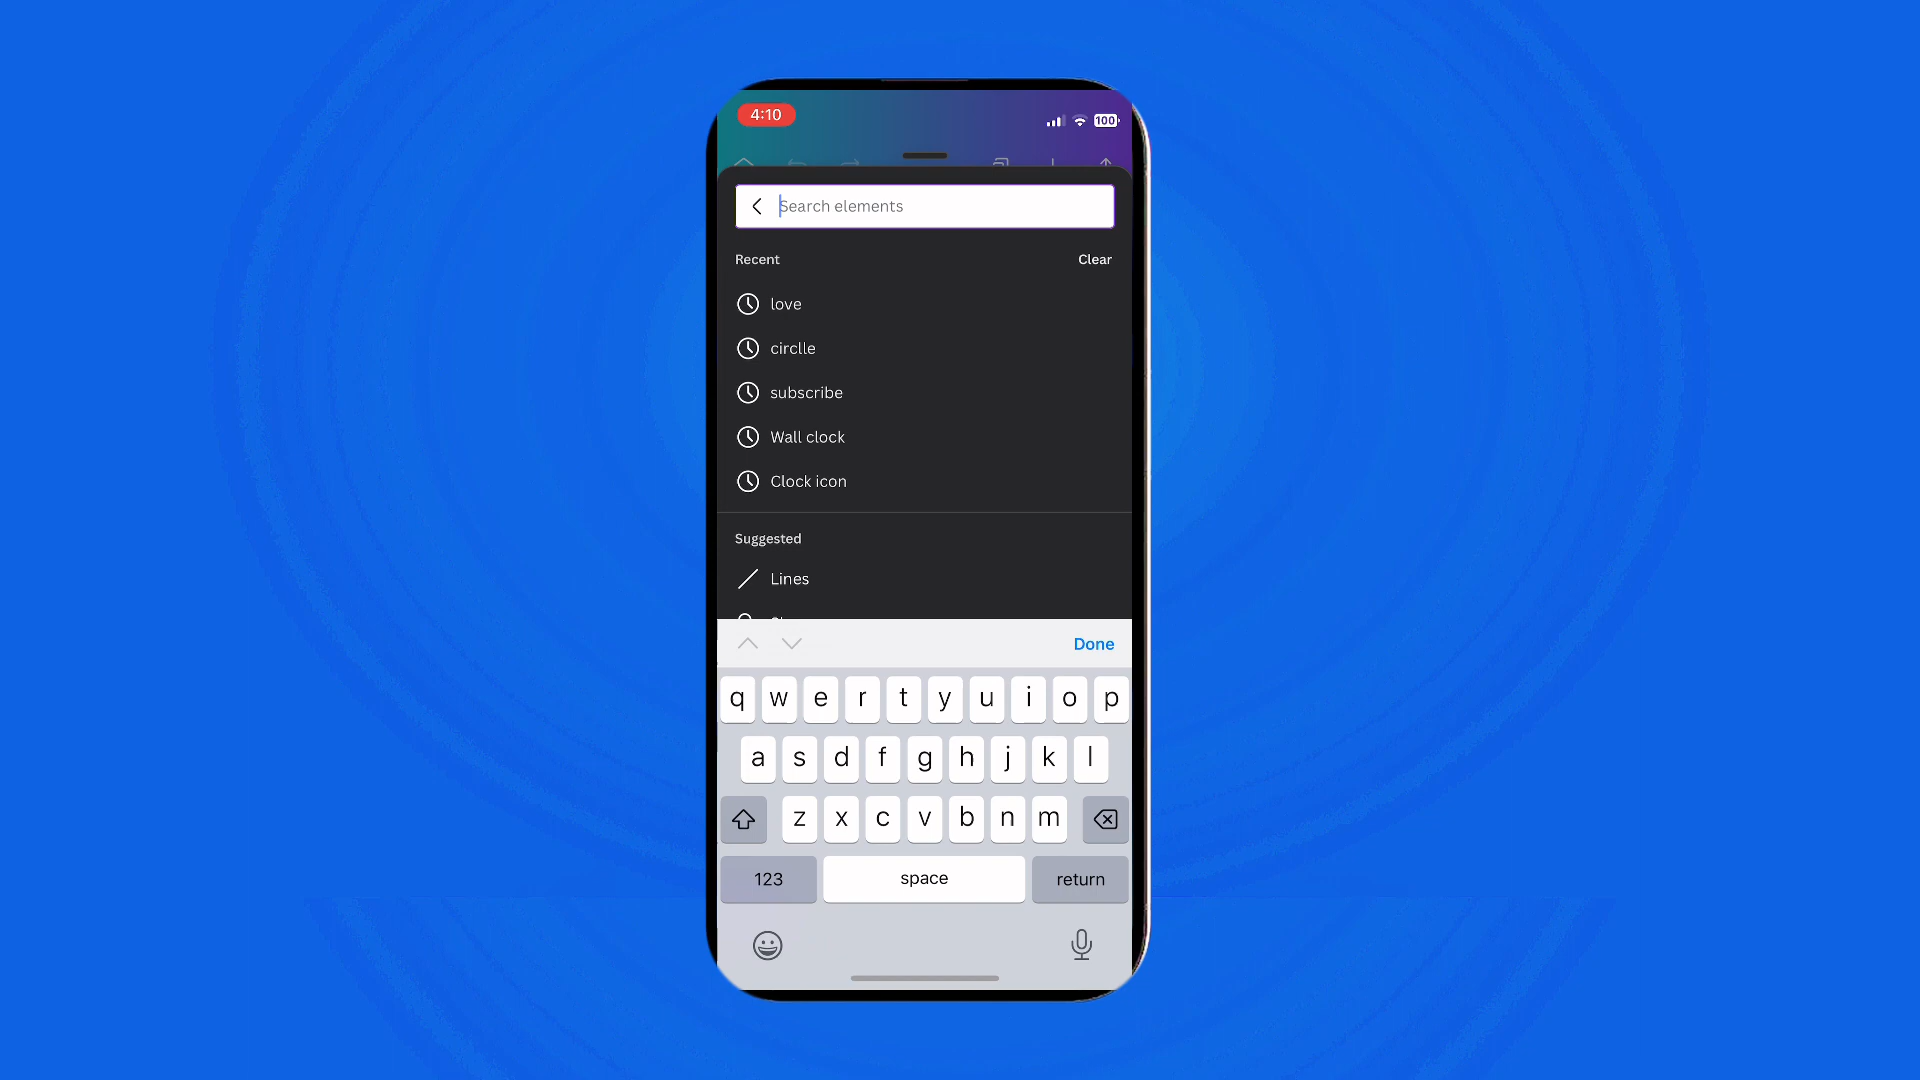 4:10
100
Search elements
Recent
Clear
love
circlle
subscribe
Wall clock
Clock icon
Suggested
Lines
Done
q w e r t y u i o p
a s d f g h j k l
z x c v b n m
123
space
return